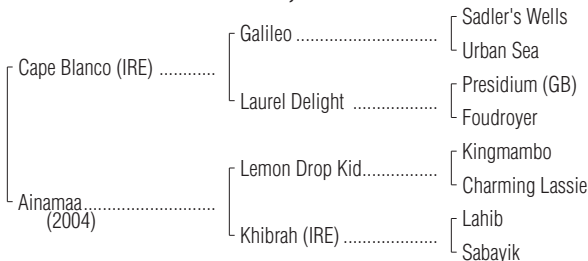 Sadler's Wells
Galileo ..................................
Urban Sea
Cape Blanco (IRE) ............
Presidium (GB)
Laurel Delight ....................
Foudroyer
Kingmambo
Lemon Drop Kid..................
Charming Lassie
Ainamaa...............................
(2004)
Lahib
Khibrah (IRE) ......................
Sabayik